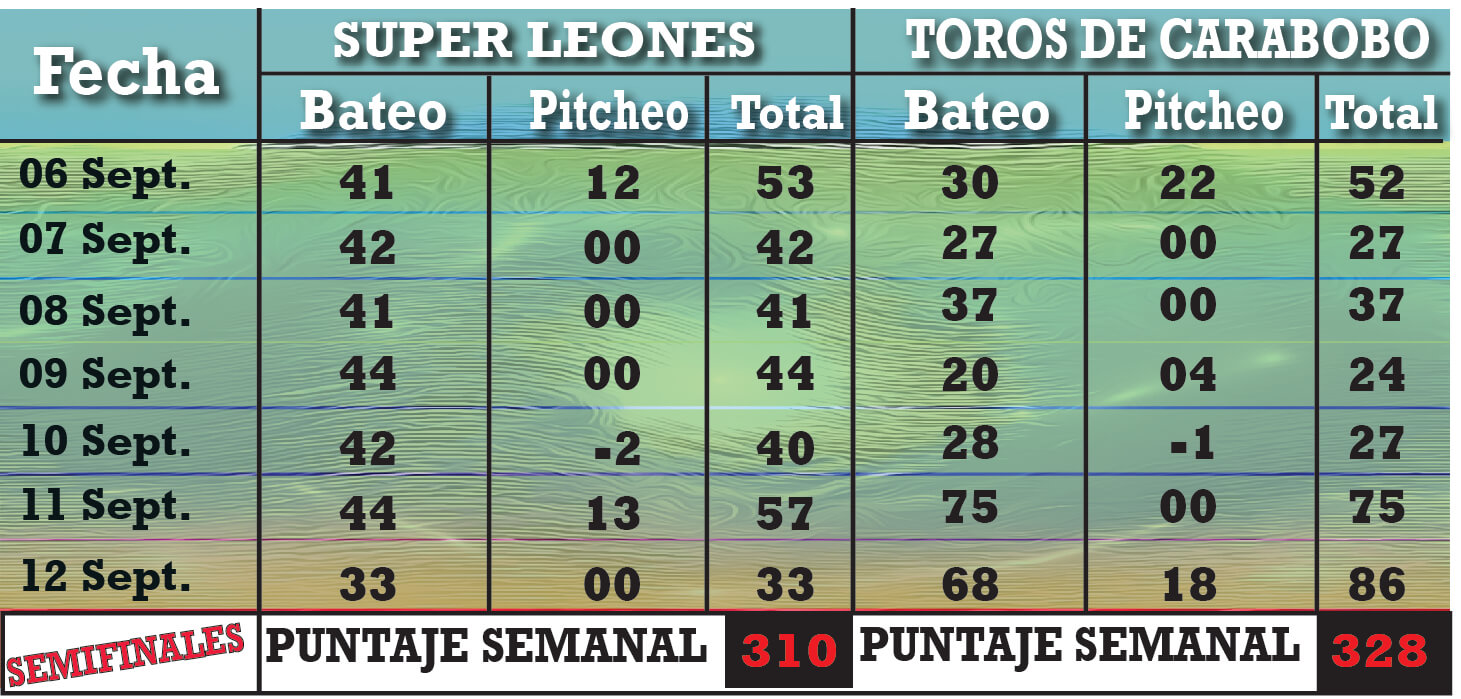 Fecha SUPER LEONES TOROS DE CARABOBO
Bateo Pitcheo Total Bateo Pitcheo Total
06 Sept. 41 12 53 30 22 52
07 Sept. 42 00 42 27 00 27
08 Sept. 41 00 41 37 00 37
09 Sept. 44 00 44 20 04 24
10 Sept. 42 -2 40 28 -1 27
11 Sept. 44 13 57 75 00 75
12 Sept. 33 00 33 68 18 86
SEMIFINALES PUNTAJE SEMANAL 310 PUNTAJE SEMANAL 328